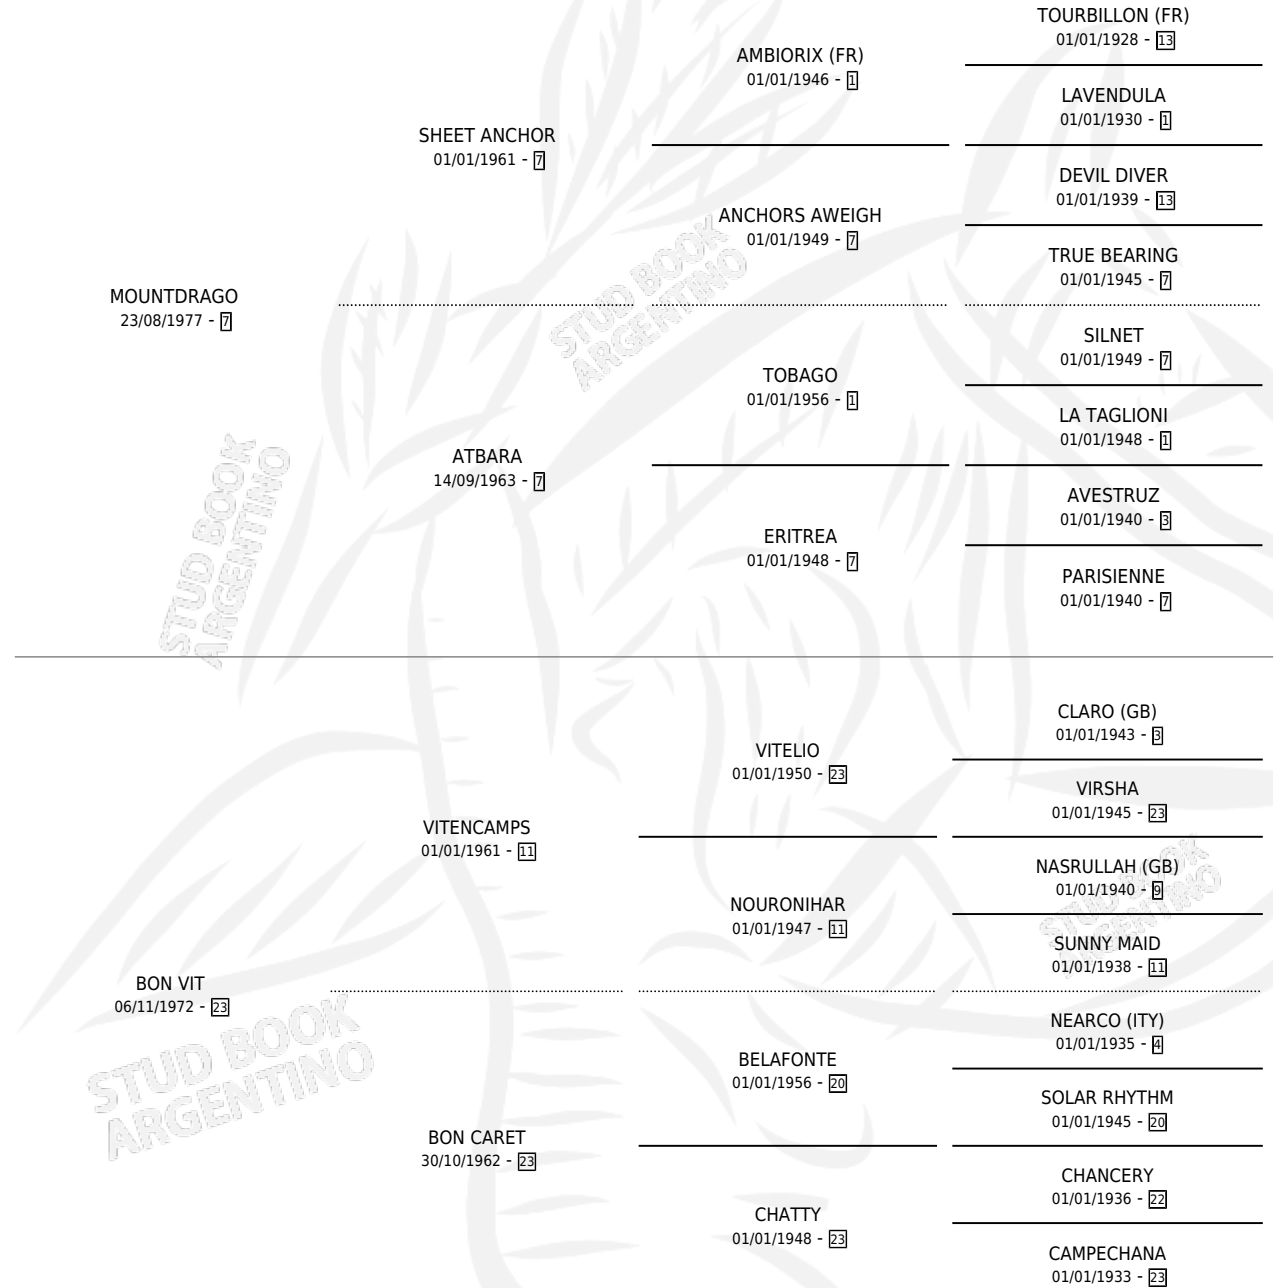 TOURBILLON (FR)
01/01/1928 - 13
AMBIORIX (FR)
01/01/1946 - 1
LAVENDULA
01/01/1930 - 1
SHEET ANCHOR
01/01/1961 - 7
DEVIL DIVER
01/01/1939 - 13
ANCHORS AWEIGH
01/01/1949 - 7
TRUE BEARING
01/01/1945 - 7
MOUNTDRAGO
23/08/1977 - 7
STUD BOOK
ARGENTINO
SILNET
01/01/1949 - 7
TOBAGO
01/01/1956 - 1
LA TAGLIONI
01/01/1948 - 1
ATBARA
14/09/1963 - 7
AVESTRUZ
01/01/1940 - 3
ERITREA
01/01/1948 - 7
PARISIENNE
01/01/1940 - 7
STUD BOOK
ARGENTINO
CLARO (GB)
01/01/1943 - 3
VITELIO
01/01/1950 - 23
VIRSHA
01/01/1945 - 23
VITENCAMPS
01/01/1961 - 11
NASRULLAH (GB)
01/01/1940 - 9
NOURONIHAR
01/01/1947 - 11
SUNNY MAID
01/01/1938 - 11
STUD BOOK
ARGENTINO
BON VIT
06/11/1972 - 23
NEARCO (ITY)
01/01/1935 - 4
BELAFONTE
01/01/1956 - 20
SOLAR RHYTHM
01/01/1945 - 20
STUD BOOK
ARGENTINO
BON CARET
30/10/1962 - 23
CHANCERY
01/01/1936 - 22
CHATTY
01/01/1948 - 23
CAMPECHANA
01/01/1933 - 23